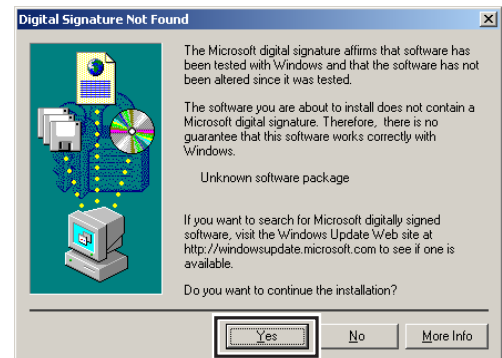 Digital Signature Not Found
The Microsoft digital signature affirms that software has
been tested with Windows and that the software has not
been altered since it was tested.
The software you are about to install does not contain a
Microsoft digital signature. Therefore, there is no
guarantee that this software works correctly with
Windows.
Unknown software package
If you want to search for Microsoft digitally signed
software, visit the Windows Update Web site at
http://windowsupdate.microsoft.com to see if one is
available.
Do you want to continue the installation?
Yes No More Info